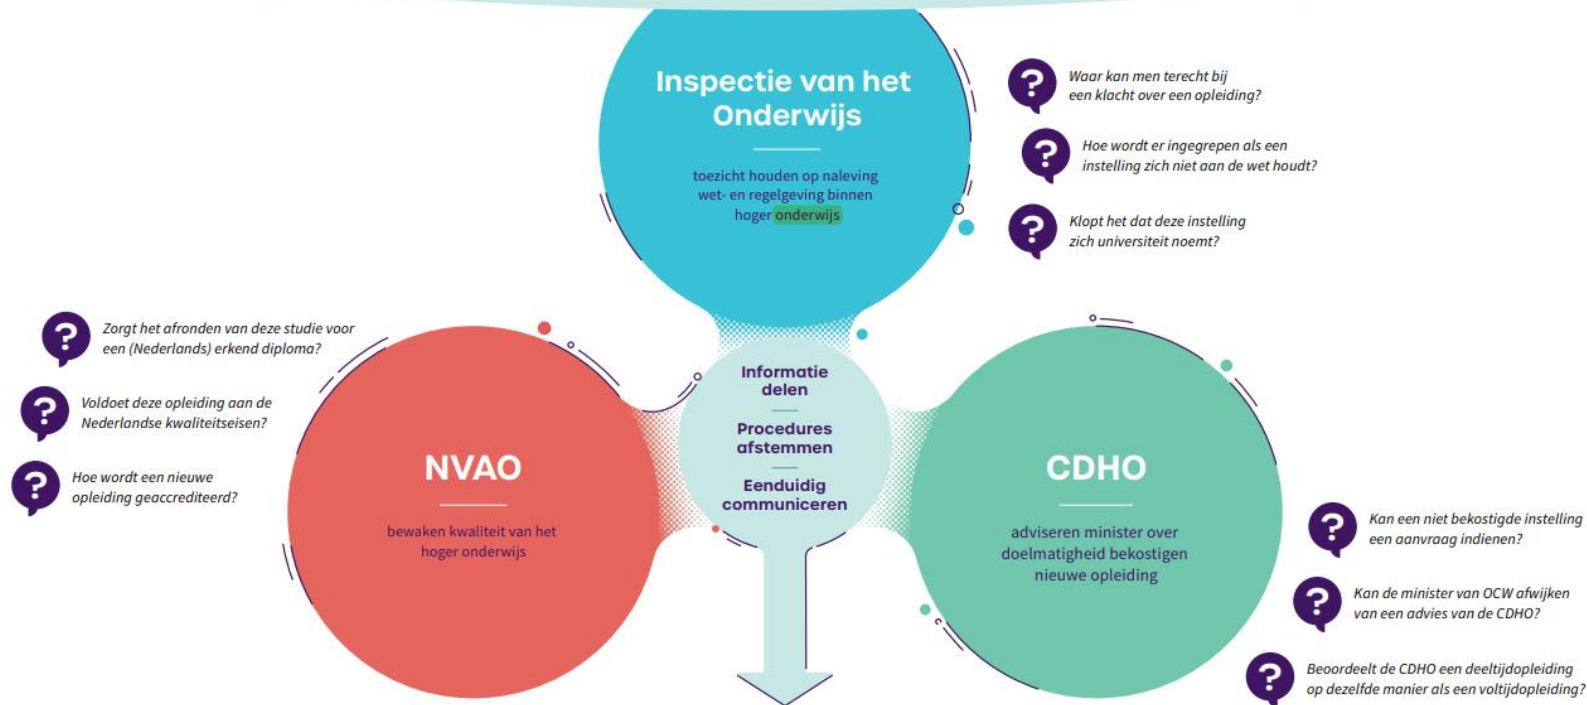 Inspectie van het
Onderwijs
toezicht houden op naleving
wet- en regelgeving binnen
hoger onderwijs
?
Waar kan men terecht bij
een klacht over een opleiding?
?
Hoe wordt er ingegrepen als een
instelling zich niet aan de wet houdt?
?
Klopt het dat deze instelling
zich universiteit noemt?
?
Zorgt het afronden van deze studie voor
een (Nederlands) erkend diploma?
?
Voldoet deze opleiding aan de
Nederlandse kwaliteitseisen?
?
Hoe wordt een nieuwe
opleiding geaccrediteerd?
NVAO
bewaken kwaliteit van het
hoger onderwijs
Informatie
delen
Procedures
afstemmen
Eenduidig
communiceren
CDHO
adviseren minister over
doelmatigheid bekostigen
nieuwe opleiding
?
Kan een niet bekostigde instelling
een aanvraag indienen?
?
Kan de minister van OCW afwijken
van een advies van de CDHO?
?
Beoordeelt de CDHO een deeltijdopleiding
op dezelfde manier als een voltijdopleiding?